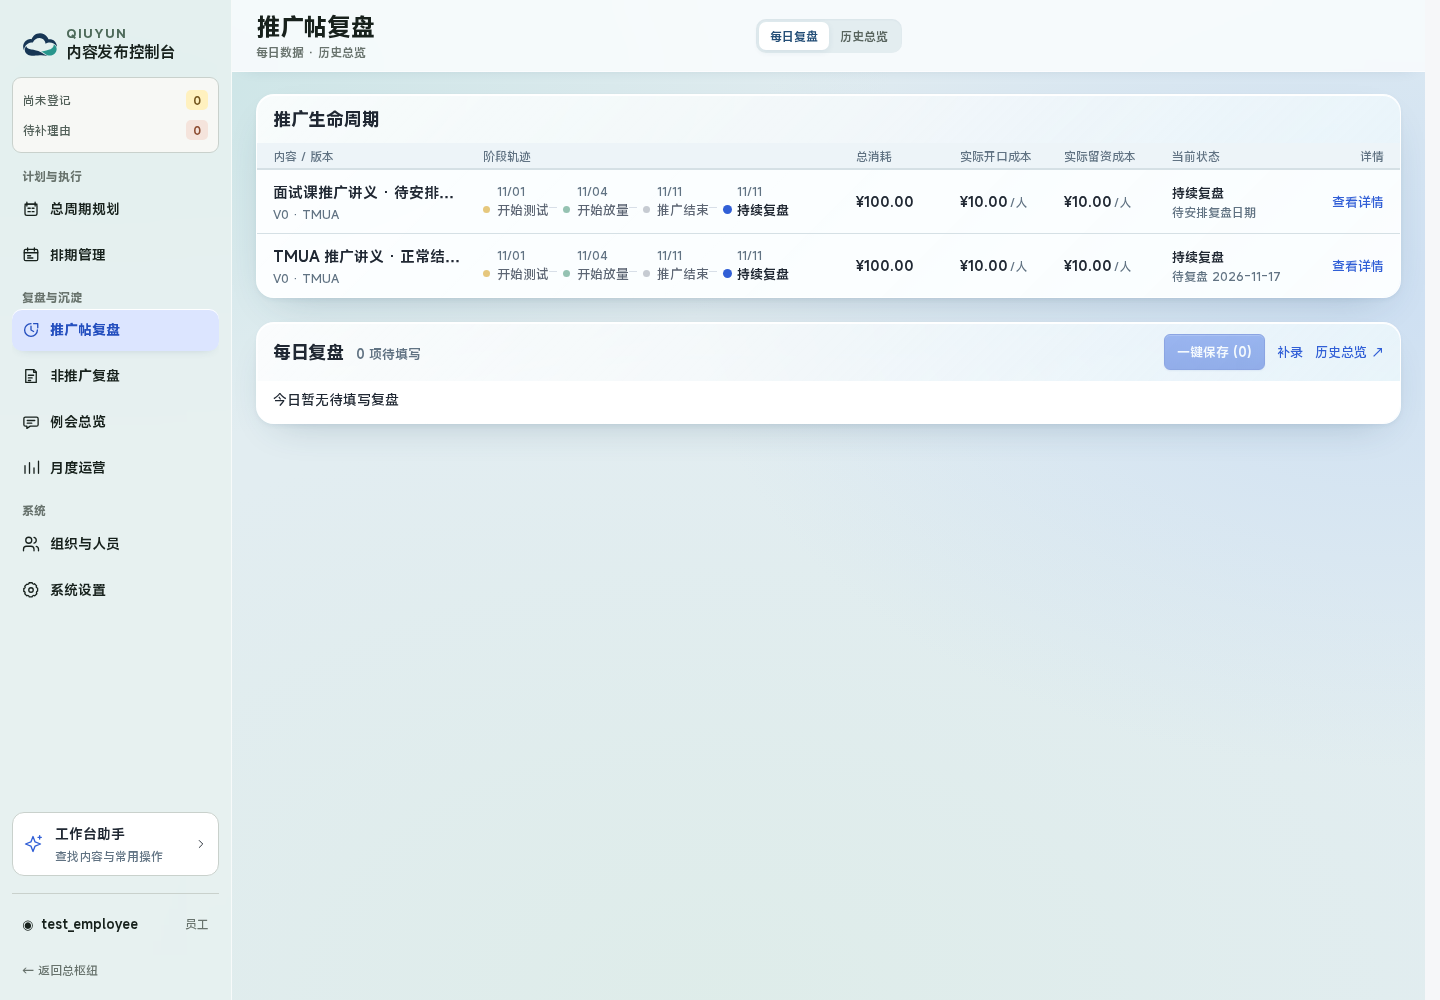 QIUYUN
内容发布控制台
尚未登记 0
待补理由 0
计划与执行
总周期规划
排期管理
复盘与沉淀
推广帖复盘
非推广复盘
例会总览
月度运营
系统
组织与人员
系统设置
工作台助手
查找内容与常用操作
test_employee 员工
← 返回总枢纽
推广帖复盘
每日数据 · 历史总览
每日复盘 历史总览
推广生命周期
内容 / 版本 阶段轨迹 总消耗 实际开口成本 实际留资成本 当前状态 详情
面试课推广讲义 · 待安排...
V0 · TMUA
11/01 11/04 11/11 11/11
开始测试 开始放量 推广结束 持续复盘
¥100.00 ¥10.00 /人 ¥10.00 /人
持续复盘
待安排复盘日期
查看详情
TMUA 推广讲义 · 正常结...
V0 · TMUA
11/01 11/04 11/11 11/11
开始测试 开始放量 推广结束 持续复盘
¥100.00 ¥10.00 /人 ¥10.00 /人
持续复盘
待复盘 2026-11-17
查看详情
每日复盘 0 项待填写
一键保存 (0) 补录 历史总览 ↗
今日暂无待填写复盘